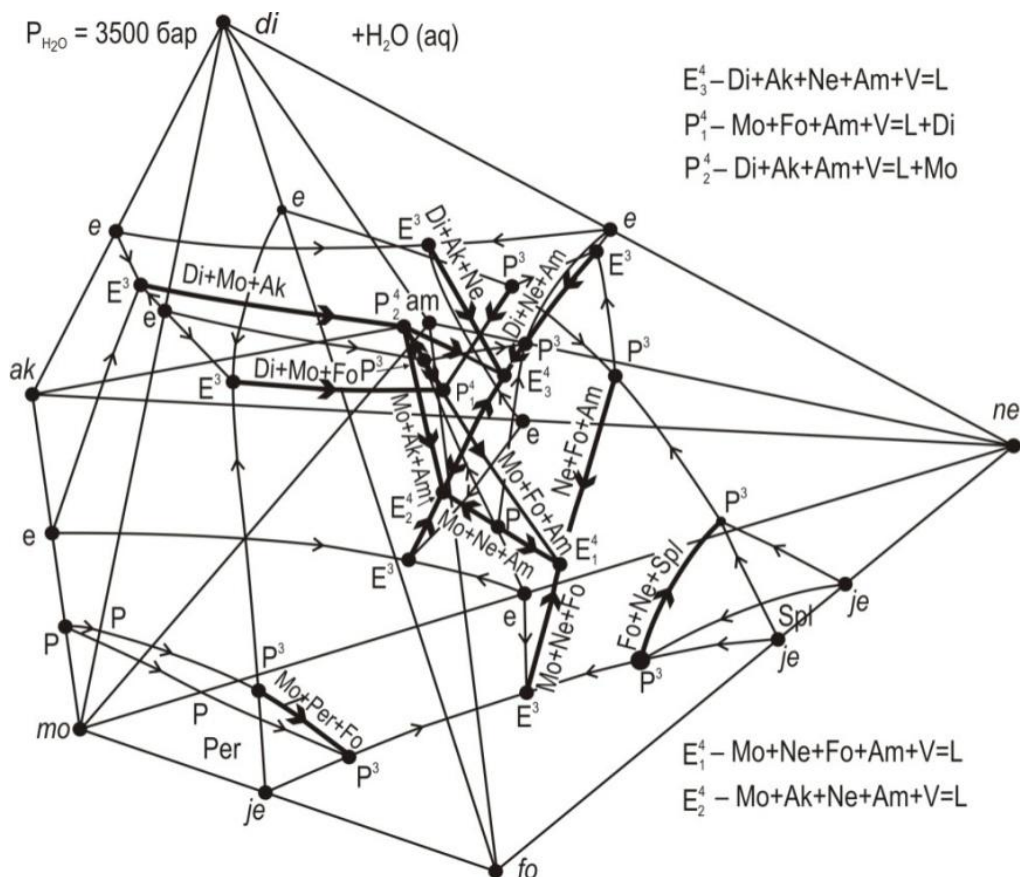 P_H₂O = 3500 бар
di
+H₂O (aq)
E⁴₃ – Di+Ak+Ne+Am+V=L
P⁴₁ – Mo+Fo+Am+V=L+Di
P⁴₂ – Di+Ak+Am+V=L+Mo
e
e
E³
Di+Ak+Ne
e
P³
Di+Ne+Am
E³
E³
Di+Mo+Ak
e
P⁴₂
am
P³
P³
ak
E³
Di+Mo+Fo
P³
P⁴₁
E⁴₃
Ne+Fo+Am
ne
Mo+Ak+Am
e
Mo+Fo+Am
E⁴₂
P
Mo+Ne+Am
P³
e
E³
E⁴₁
Fo+Ne+Spl
e
je
P
P
P³
Mo+Ne+Fo
Spl
je
P³
Mo+Per+Fo
E³
mo
P
Per
P³
E⁴₁ – Mo+Ne+Fo+Am+V=L
je
E⁴₂ – Mo+Ak+Ne+Am+V=L
fo